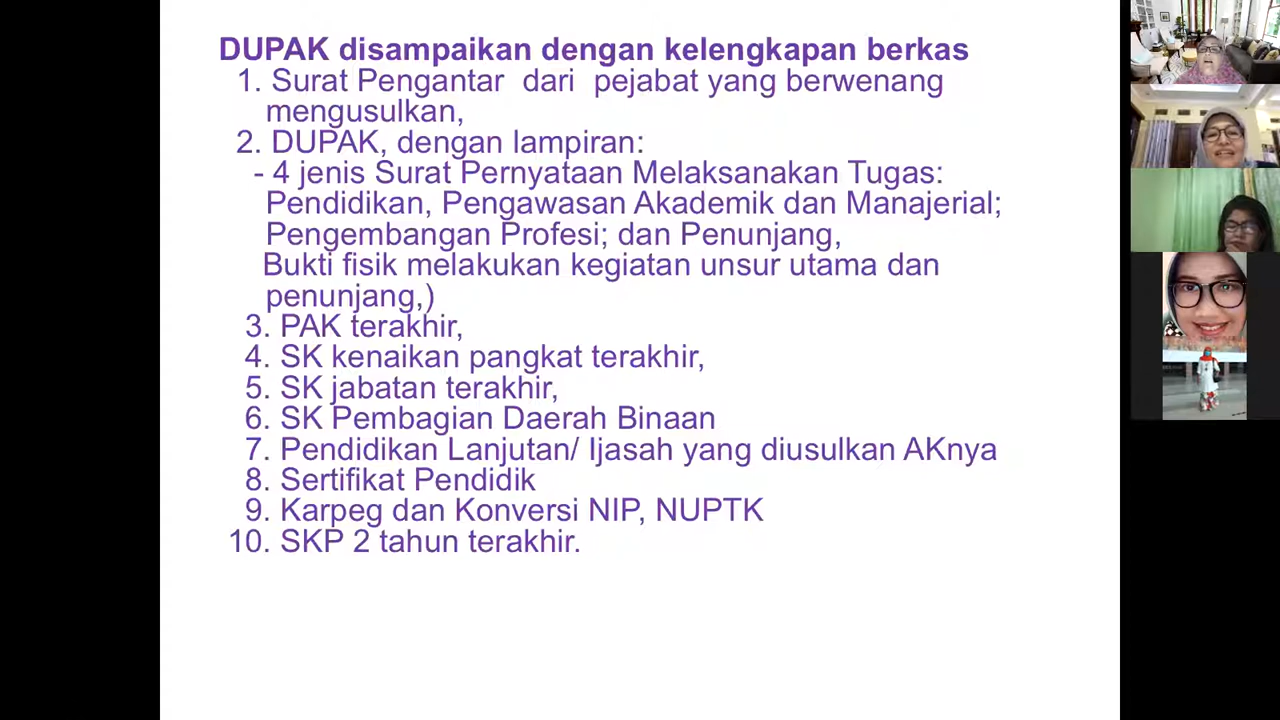 DUPAK disampaikan dengan kelengkapan berkas
1. Surat Pengantar dari pejabat yang berwenang
mengusulkan,
2. DUPAK, dengan lampiran:
- 4 jenis Surat Pernyataan Melaksanakan Tugas:
Pendidikan, Pengawasan Akademik dan Manajerial;
Pengembangan Profesi; dan Penunjang,
Bukti fisik melakukan kegiatan unsur utama dan
penunjang,)
3. PAK terakhir,
4. SK kenaikan pangkat terakhir,
5. SK jabatan terakhir,
6. SK Pembagian Daerah Binaan
7. Pendidikan Lanjutan/ Ijasah yang diusulkan AKnya
8. Sertifikat Pendidik
9. Karpeg dan Konversi NIP, NUPTK
10. SKP 2 tahun terakhir.